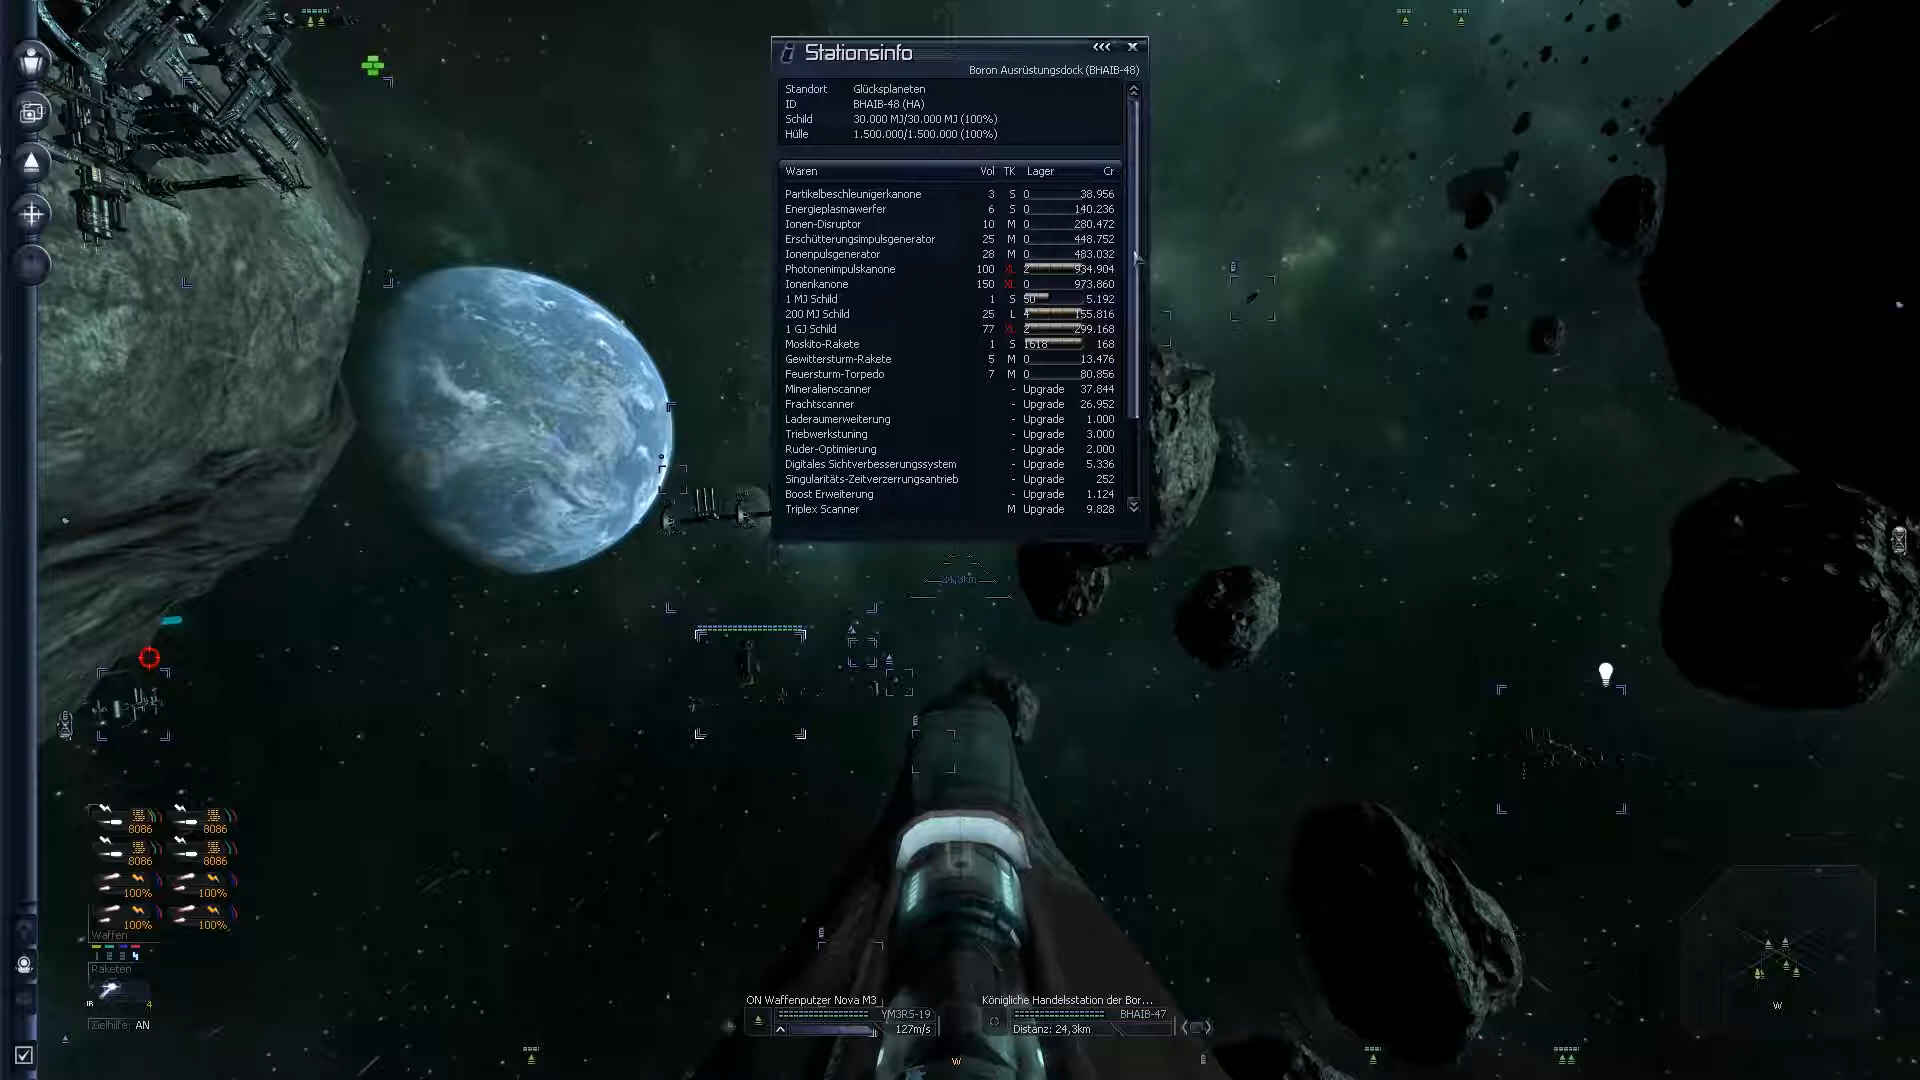 Stationsinfo
Boron Ausrüstungsdock (BHAIB-48)
Standort Glücksplaneten
ID BHAIB-48 (HA)
Schild 30.000 MJ/30.000 MJ (100%)
Hülle 1.500.000/1.500.000 (100%)
Waren Vol TK Lager Cr
Partikelbeschleunigerkanone 3 S 0 38.956
Energieplasmawerfer 6 S 0 140.236
Ionen-Disruptor 10 M 0 280.472
Erschütterungsimpulsgenerator 25 M 0 448.752
Ionenpulsgenerator 28 M 0 483.032
Photonenimpulskanone 100 XL 2 934.904
Ionenkanone 150 XL 0 973.860
1 MJ Schild 1 S 50 5.192
200 MJ Schild 25 L 4 155.816
1 GJ Schild 77 XL 2 299.168
Moskito-Rakete 1 S 1618 168
Gewittersturm-Rakete 5 M 0 13.476
Feuersturm-Torpedo 7 M 0 80.856
Mineralienscanner - Upgrade 37.844
Frachtscanner - Upgrade 26.952
Laderaumerweiterung - Upgrade 1.000
Triebwerkstuning - Upgrade 3.000
Ruder-Optimierung - Upgrade 2.000
Digitales Sichtverbesserungssystem - Upgrade 5.336
Singularitäts-Zeitverzerrungsantrieb - Upgrade 252
Boost Erweiterung - Upgrade 1.124
Triplex Scanner M Upgrade 9.828
24,3km
8086 8086
8086 8086
100% 100%
100% 100%
Waffen
1 2 3 4
Raketen
IR 4
Zielhilfe: AN
ON Waffenputzer Nova M3
YM3RS-19
127m/s
Königliche Handelsstation der Bor...
BHAIB-47
Distanz: 24,3km
W
W